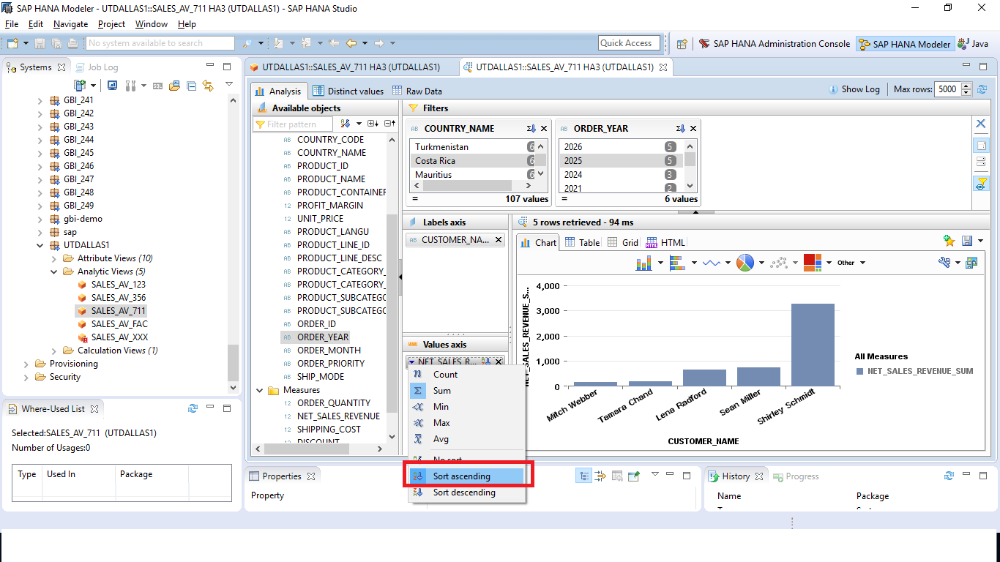 SAP HANA Modeler - UTDALLAS1::SALES_AV_711 HA3 (UTDALLAS1) - SAP HANA Studio
File Edit Navigate Project Window Help
No system available to search
Quick Access
SAP HANA Administration Console
SAP HANA Modeler
Java
Systems
Job Log
GBI_241
GBI_242
GBI_243
GBI_244
GBI_245
GBI_246
GBI_247
GBI_248
GBI_249
gbi-demo
sap
UTDALLAS1
Attribute Views (10)
Analytic Views (5)
SALES_AV_123
SALES_AV_356
SALES_AV_711
SALES_AV_FAC
SALES_AV_XXX
Calculation Views (1)
Provisioning
Security
Where-Used List
Selected:SALES_AV_711 (UTDALLAS1)
Number of Usages:0
Type Used In Package
UTDALLAS1::SALES_AV_711 HA3 (UTDALLAS1)
UTDALLAS1::SALES_AV_711 HA3 (UTDALLAS1)
Analysis
Distinct values
Raw Data
Show Log
Max rows: 5000
Available objects
Filter pattern
COUNTRY_CODE
COUNTRY_NAME
PRODUCT_ID
PRODUCT_NAME
PRODUCT_CONTAINER
PROFIT_MARGIN
UNIT_PRICE
PRODUCT_LANGU
PRODUCT_LINE_ID
PRODUCT_LINE_DESC
PRODUCT_CATEGORY_
PRODUCT_CATEGORY_
PRODUCT_SUBCATEGO
PRODUCT_SUBCATEGO
ORDER_ID
ORDER_YEAR
ORDER_MONTH
ORDER_PRIORITY
SHIP_MODE
Measures
ORDER_QUANTITY
NET_SALES_REVENUE
SHIPPING_COST
DISCOUNT
Filters
COUNTRY_NAME
Turkmenistan 6
Costa Rica 6
Mauritius 6
= 107 values
ORDER_YEAR
2026 5
2025 5
2024 3
2021 2
= 6 values
Labels axis
CUSTOMER_NA...
Values axis
NET_SALES_R...
Count
Sum
Min
Max
Avg
No sort
Sort ascending
Sort descending
5 rows retrieved - 94 ms
Chart
Table
Grid
HTML
Other
4,000
3,000
2,000
1,000
0
NET_SALES_REVENUE_S...
Mitch Webber
Tamara Chand
Lena Radford
Sean Miller
Shirley Schmidt
CUSTOMER_NAME
All Measures
NET_SALES_REVENUE_SUM
Properties
Property
History
Progress
Name Package